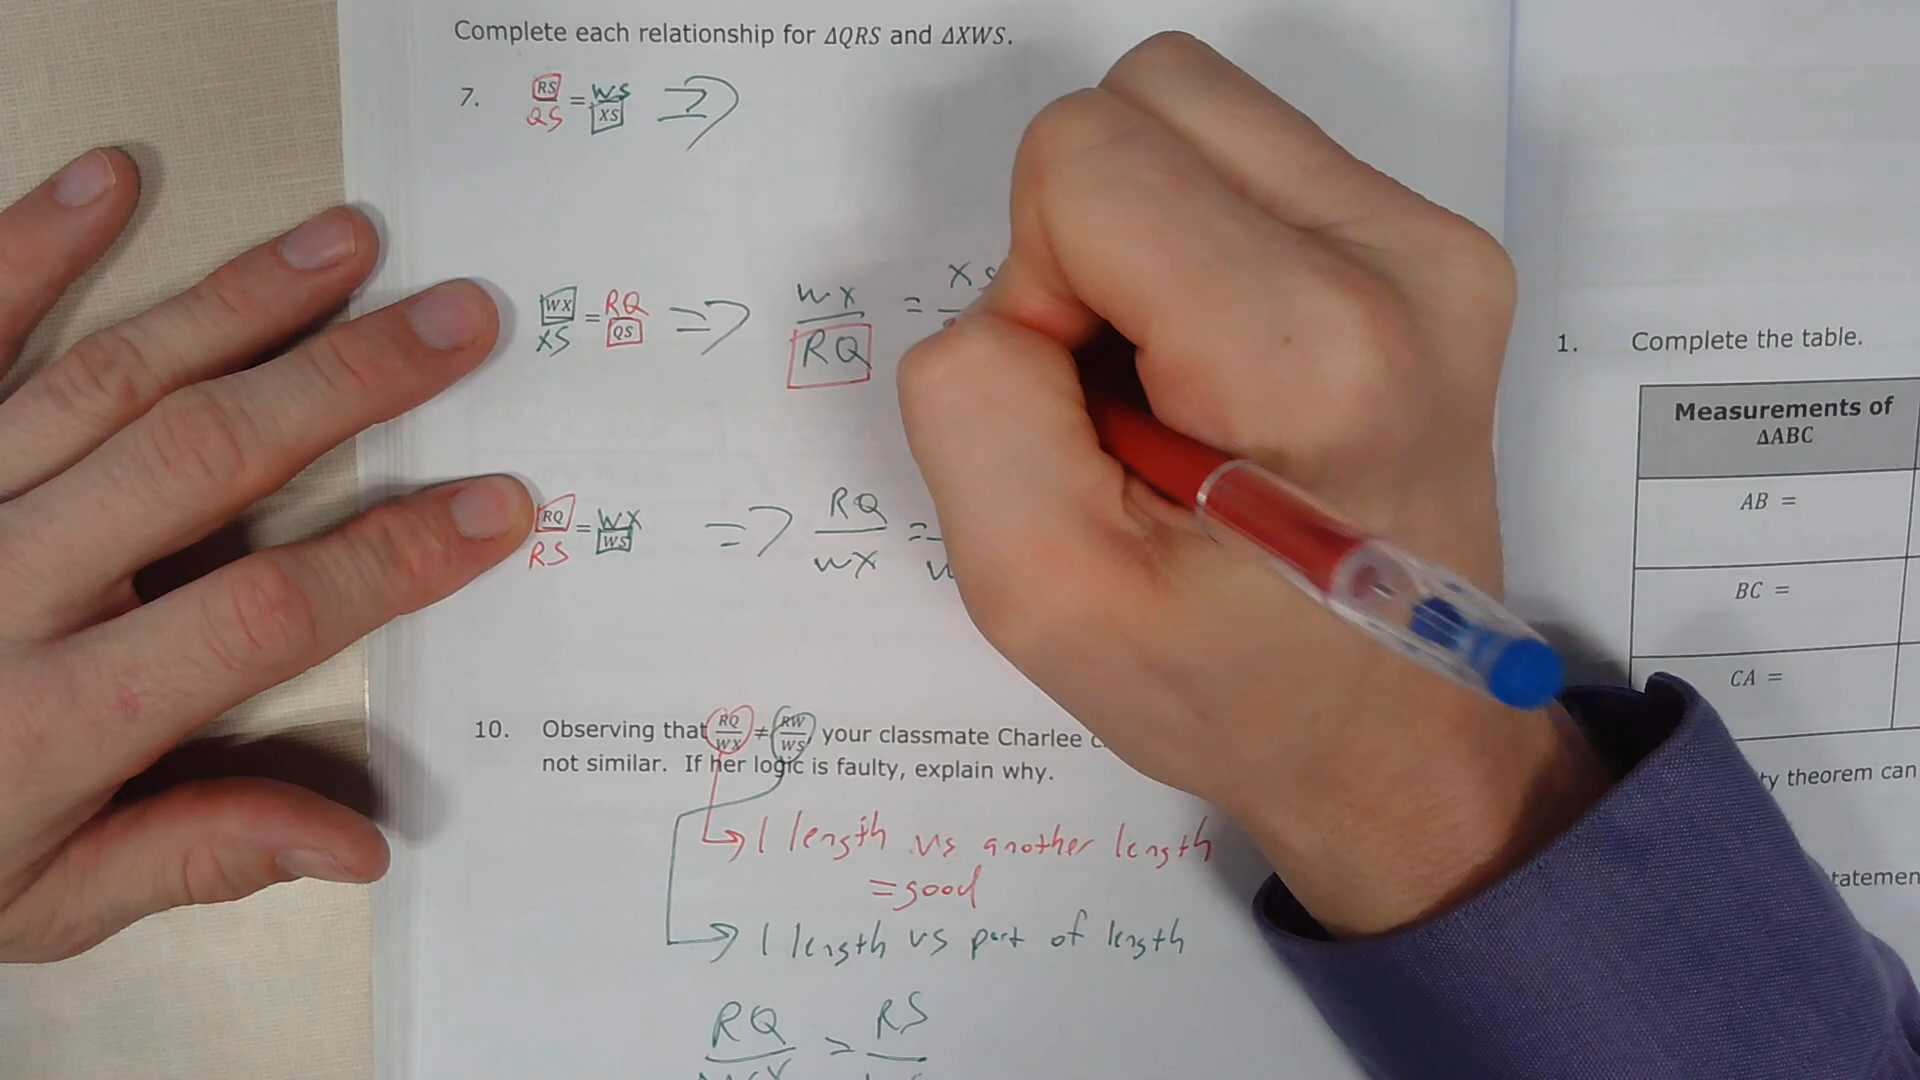 Complete each relationship for ΔQRS and ΔXWS.
7. RS/QS = WS/XS ⇒
WX/XS = RQ/QS ⇒ WX/RQ = XS
RQ/RS = WX/WS ⇒ RQ/WX =
10. Observing that RQ/WX ≠ RW/WS, your classmate Charlee
not similar. If her logic is faulty, explain why.
1 length vs another length
= good
1 length vs part of length
RQ = RS
1. Complete the table.
Measurements of
ΔABC
AB =
BC =
CA =
theorem can